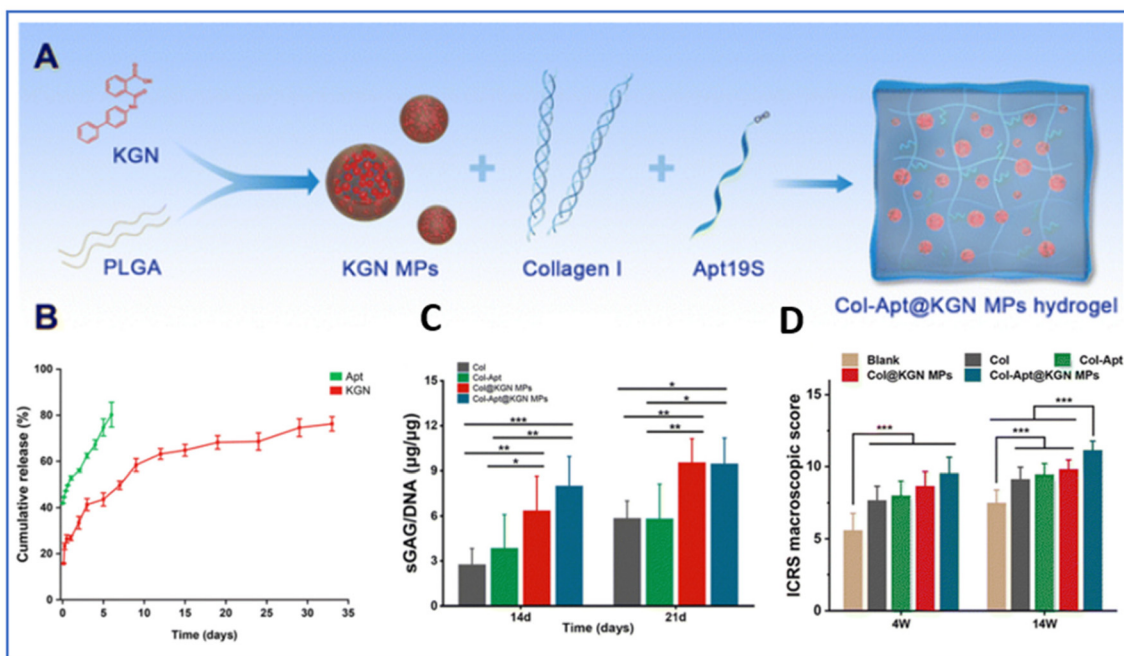 A
KGN
PLGA
KGN MPs
Collagen I
Apt19S
Col-Apt@KGN MPs hydrogel
B
Cumulative release (%)
100
80
60
40
20
0
Apt
KGN
0 5 10 15 20 25 30 35
Time (days)
C
sGAG/DNA (μg/μg)
Col
Col-Apt
Col@KGN MPs
Col-Apt@KGN MPs
15
12
9
6
3
0
***
**
**
*
*
*
**
**
14d 21d
Time (days)
D
ICRS macroscopic score
Blank Col Col-Apt
Col@KGN MPs Col-Apt@KGN MPs
15
10
5
0
***
***
***
4W 14W